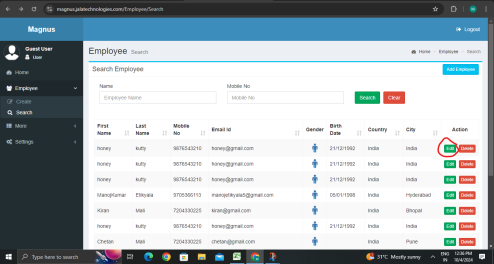 magnus.jalatechnologies.com/Employee/Search
Magnus
Logout
Guest User
User
Employee Search
Home Employee Search
Home
Employee
Create
Search
More
Settings
Search Employee
Add Employee
Name Mobile No
Employee Name Mobile No Search Clear
First Name Last Name Mobile No Email Id Gender Birth Date Country City Action
honey kutty 9876543210 honey@gmail.com 21/12/1992 India India Edit Delete
honey kutty 9876543210 honey@gmail.com 21/12/1992 India India Edit Delete
honey kutty 9876543210 honey@gmail.com 21/12/1992 India India Edit Delete
ManojKumar Etikyala 9705366113 05/01/1998 India Hyderabad Edit Delete
Kiran Mali 7204330225 kiran@gmail.com India Bhopal Edit Delete
honey kutty 9876543210 honey@gmail.com 21/12/1992 India India Edit Delete
Chetan Mali 7204330225 chetan@gmail.com India Pune Edit Delete
Type here to search
31°C Mostly sunny
ENG
IN
12:36 PM
10/4/2024